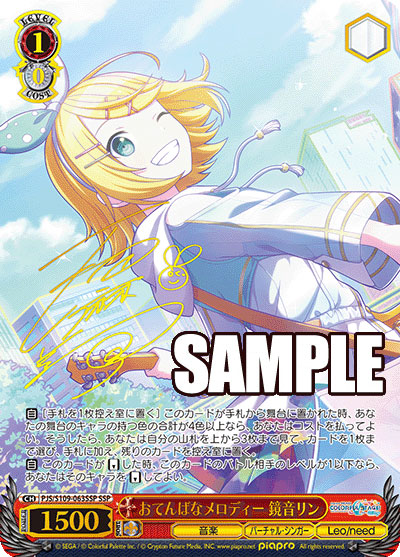 LEVEL
1
0
COST
SAMPLE
自 [手札を1枚控え室に置く] このカードが手札から舞台に置かれた時、あな
たの舞台のキャラの持つ色の合計が4色以上なら、あなたはコストを払ってよ
い。そうしたら、あなたは自分の山札を上から3枚まで見て、カードを1枚まで
選び、手札に加え、残りのカードを控え室に置く。
自 このカードが した時、このカードのバトル相手のレベルが1以下なら、
あなたはそのキャラを してよい。
CH PJS/S109-063SSP SSP
1500
おてんばなメロディー 鏡音リン
COLORFUL STAGE!
音楽
バーチャル・シンガー
Leo/need
© SEGA / © Colorful Palette Inc. / © Crypton Future Media, INC. www.piapro.net piapro All rights reserved.